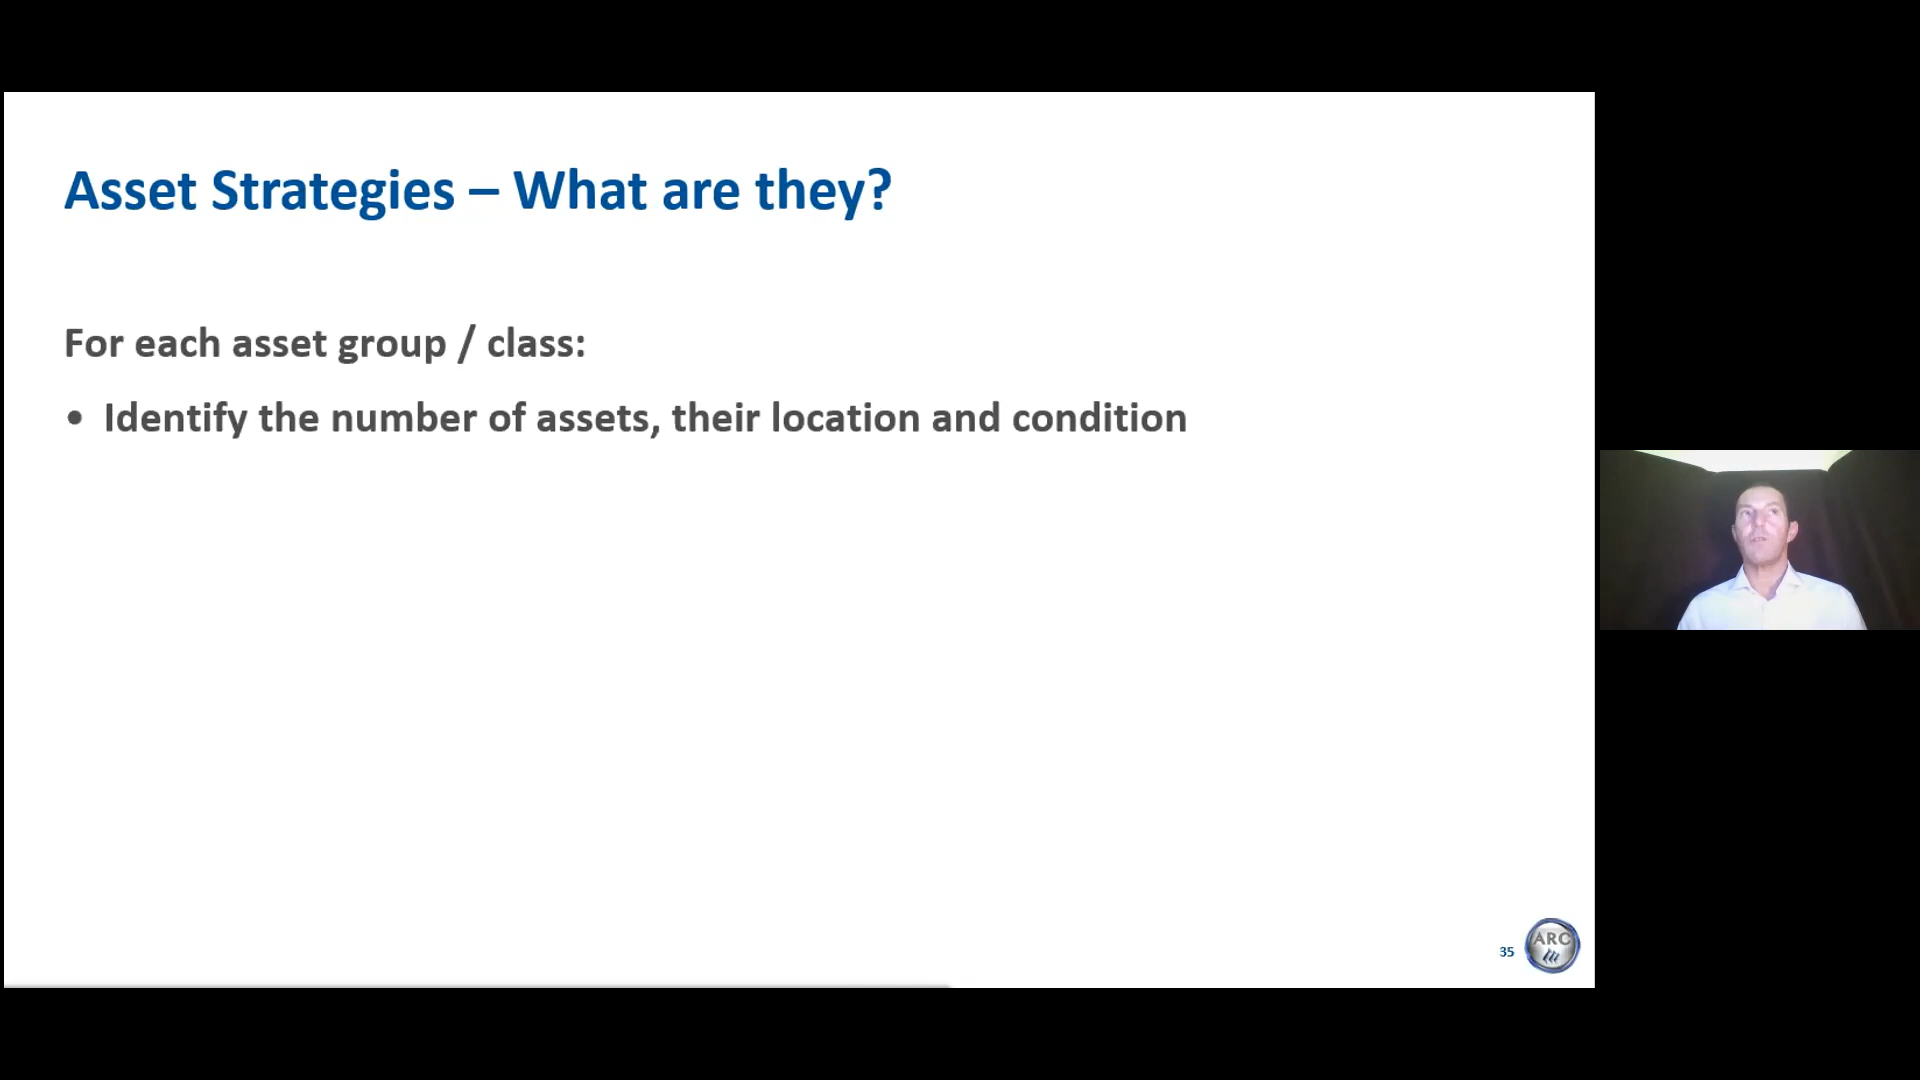 Asset Strategies – What are they?
For each asset group / class:
• Identify the number of assets, their location and condition
35
ARC